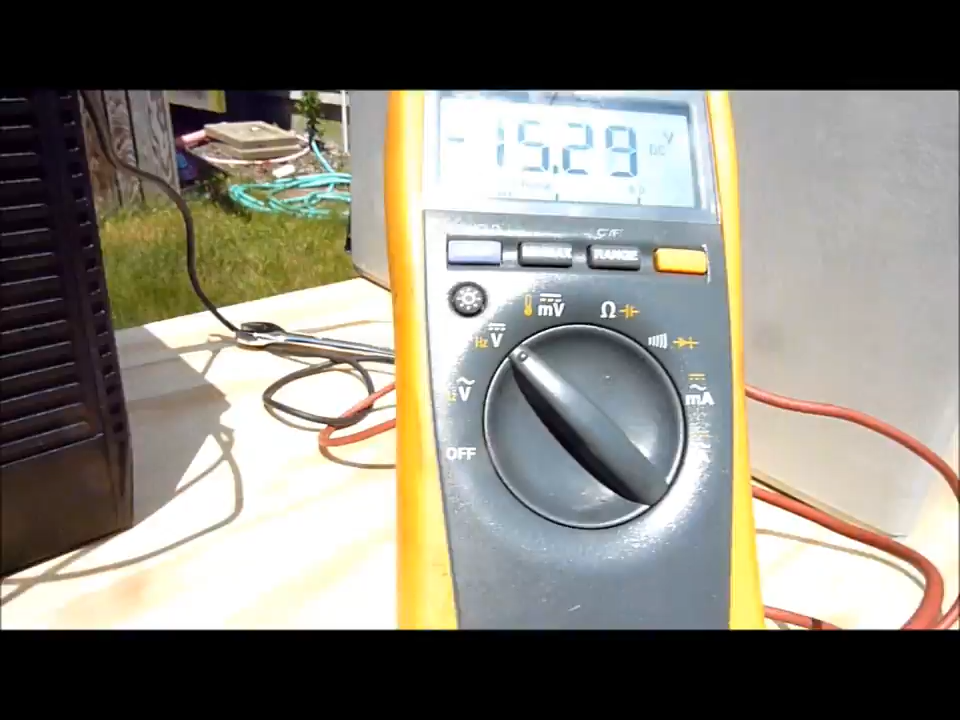 -15.29 V
DC
RANGE
mV Ω
Hz V
V mA
OFF